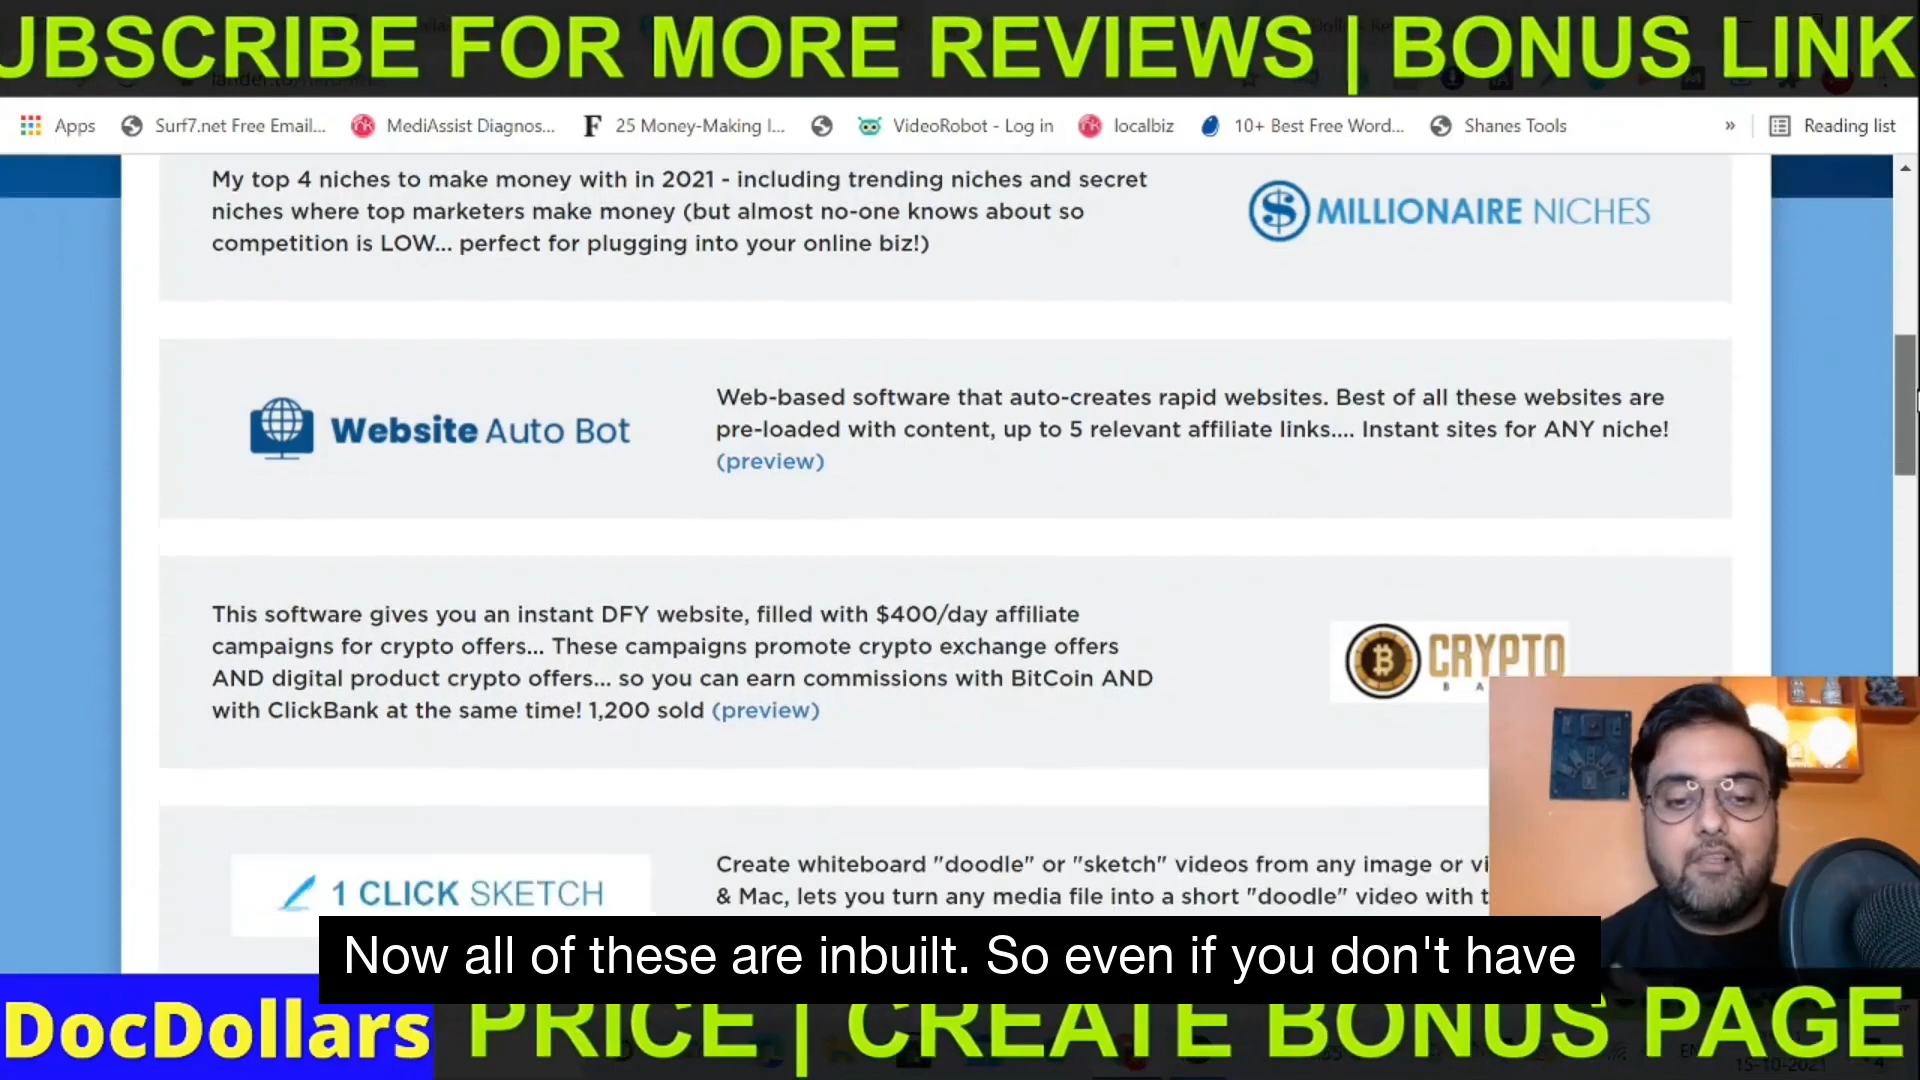 UBSCRIBE FOR MORE REVIEWS | BONUS LINK
Apps
Surf7.net Free Email...
MediAssist Diagnos...
25 Money-Making I...
VideoRobot - Log in
localbiz
10+ Best Free Word...
Shanes Tools
»
Reading list
My top 4 niches to make money with in 2021 - including trending niches and secret
niches where top marketers make money (but almost no-one knows about so
competition is LOW... perfect for plugging into your online biz!)
MILLIONAIRE NICHES
Website Auto Bot
Web-based software that auto-creates rapid websites. Best of all these websites are
pre-loaded with content, up to 5 relevant affiliate links.... Instant sites for ANY niche!
(preview)
This software gives you an instant DFY website, filled with $400/day affiliate
campaigns for crypto offers... These campaigns promote crypto exchange offers
AND digital product crypto offers... so you can earn commissions with BitCoin AND
with ClickBank at the same time! 1,200 sold (preview)
CRYPTO
B A
1 CLICK SKETCH
Create whiteboard "doodle" or "sketch" videos from any image or vi
& Mac, lets you turn any media file into a short "doodle" video with t
Now all of these are inbuilt. So even if you don't have
DocDollars
PRICE | CREATE BONUS PAGE
15-10-2021